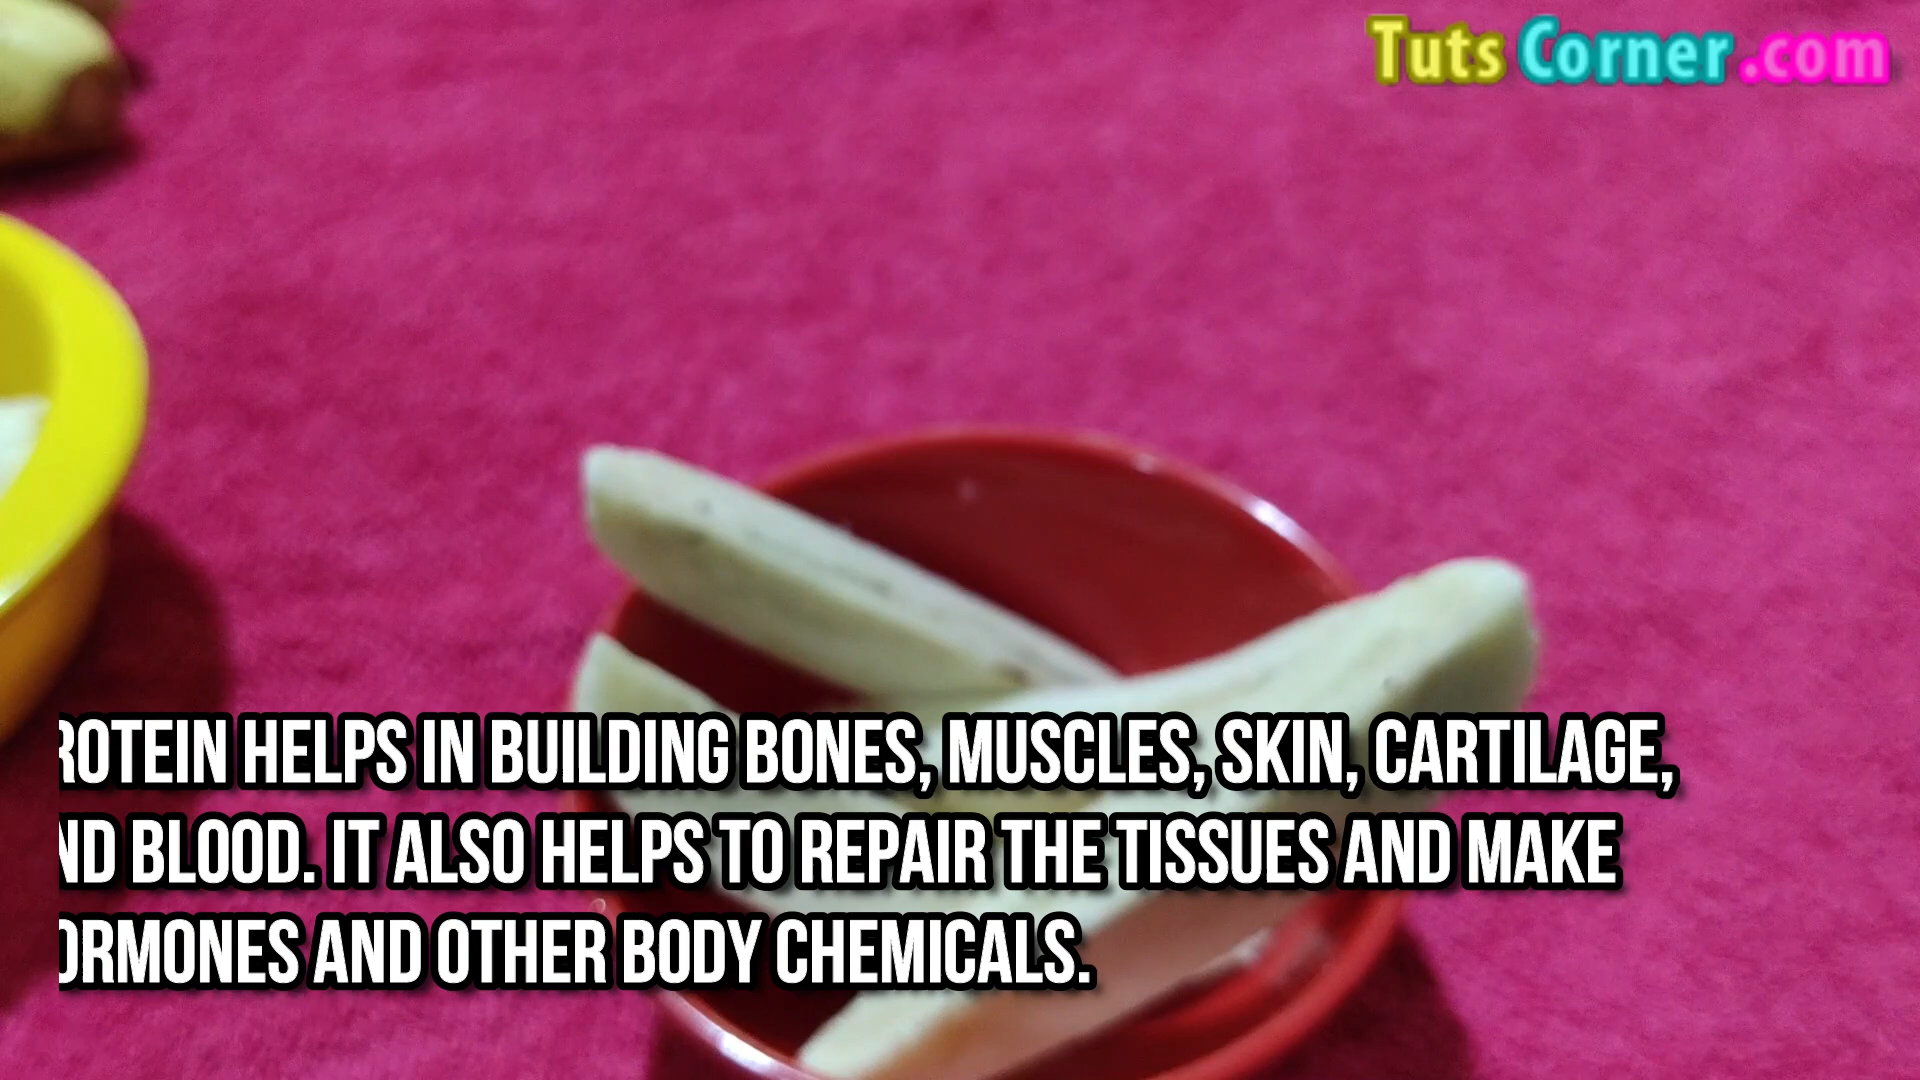 Tuts Corner.com
ROTEIN HELPS IN BUILDING BONES, MUSCLES, SKIN, CARTILAGE,
ND BLOOD. IT ALSO HELPS TO REPAIR THE TISSUES AND MAKE
ORMONES AND OTHER BODY CHEMICALS.